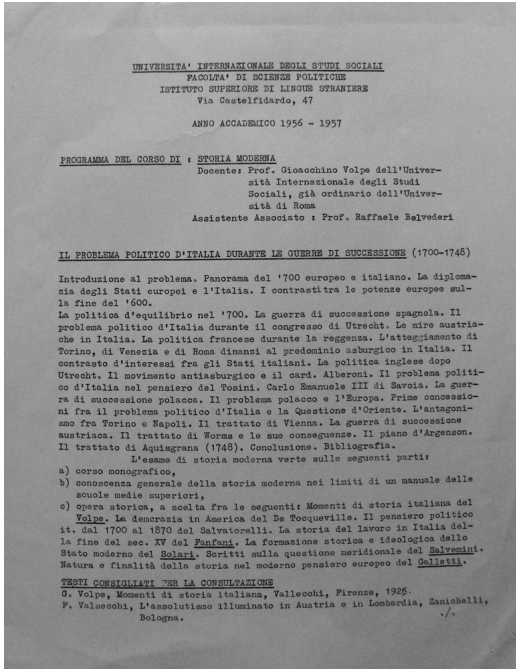 UNIVERSITA' INTERNAZIONALE DEGLI STUDI SOCIALI
FACOLTA' DI SCIENZE POLITICHE
ISTITUTO SUPERIORE DI LINGUE STRANIERE
Via Castelfidardo, 47
ANNO ACCADEMICO 1956 - 1957
PROGRAMMA DEL CORSO DI : STORIA MODERNA
Docente: Prof. Gioacchino Volpe dell'Univer-
sità Internazionale degli Studi
Sociali, già ordinario dell'Univer-
sità di Roma
Assistente Associato : Prof. Raffaele Belvederi
IL PROBLEMA POLITICO D'ITALIA DURANTE LE GUERRE DI SUCCESSIONE (1700-1748)
Introduzione al problema. Panorama del '700 europeo e italiano. La diploma-
zia degli Stati europei e l'Italia. I contrastitra le potenze europee sul-
la fine del '600.
La politica d'equilibrio nel '700. La guerra di successione spagnola. Il
problema politico d'Italia durante il congresso di Utrecht. Le mire austria-
che in Italia. La politica francese durante la reggenza. L'atteggiamento di
Torino, di Venezia e di Roma dinanzi al predominio asburgico in Italia. Il
contrasto d'interessi fra gli Stati italiani. La politica inglese dopo
Utrecht. Il movimento antiasburgico e il card. Alberoni. Il problema politi-
co d'Italia nel pensiero del Tosini. Carlo Emanuele III di Savoia. La guer-
ra di successione polacca. Il problema polacco e l'Europa. Prime concessio-
ni fra il problema politico d'Italia e la Questione d'Oriente. L'antagoni-
smo fra Torino e Napoli. Il trattato di Vienna. La guerra di successione
austriaca. Il trattato di Worms e le sue conseguenze. Il piano d'Argenson.
Il trattato di Aquisgrana (1748). Conclusione. Bibliografia.
L'esame di storia moderna verte sulle seguenti parti:
a) corso monografico,
b) conoscenza generale della storia moderna nei limiti di un manuale delle
scuole medie superiori,
c) opera storica, a scelta fra le seguenti: Momenti di storia italiana del
Volpe. La demorazia in America del De Tocqueville. Il pensiero politico
it. dal 1700 al 1870 del Salvatorelli. La storia del lavoro in Italia del-
la fine del sec. XV del Fanfani. La formazione storica e ideologica dello
Stato moderno del Solari. Scritti sulla questione meridionale del Salvemini.
Natura e finalità della storia nel moderno pensiero europeo del Galletti.
TESTI CONSIGLIATI PER LA CONSULTAZIONE
G. Volpe, Momenti di storia italiana, Vallecchi, Firenze, 1925.
F. Valsecchi, L'assolutismo illuminato in Austria e in Lombardia, Zanichelli,
Bologna.
./.